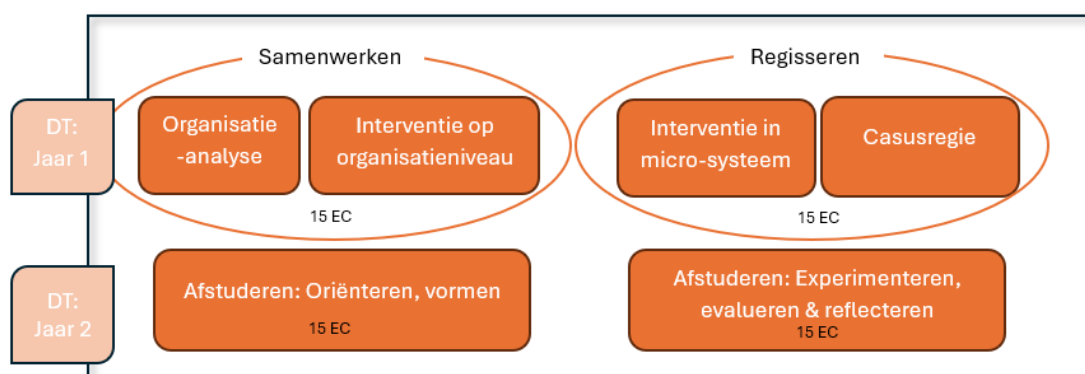 Samenwerken
Regisseren
DT:
Jaar 1
Organisatie
-analyse
Interventie op
organisatieniveau
Interventie in
micro-systeem
Casusregie
15 EC
15 EC
DT:
Jaar 2
Afstuderen: Oriënteren, vormen
15 EC
Afstuderen: Experimenteren,
evalueren & reflecteren
15 EC